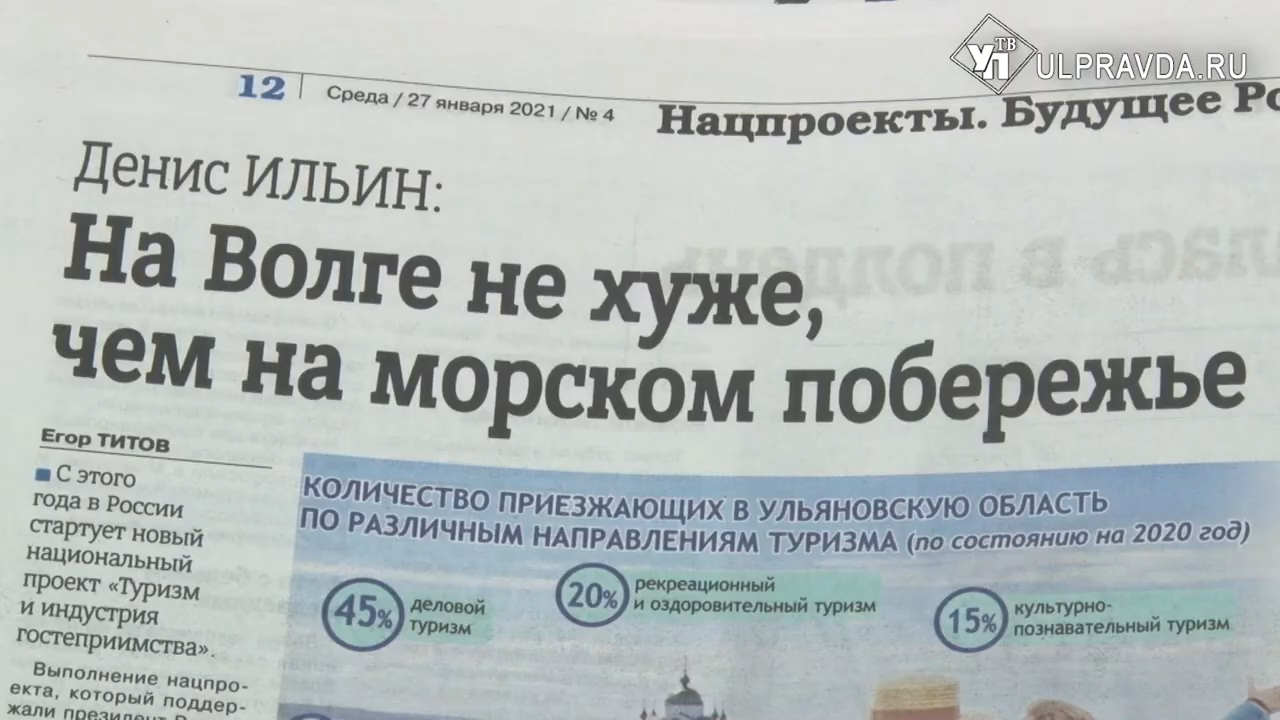 УП ТВ ULPRAVDA.RU
12 Среда / 27 января 2021 / № 4
Нацпроекты. Будущее
Денис ИЛЬИН:
На Волге не хуже,
чем на морском побережье
Егор ТИТОВ
С этого
года в России
стартует новый
национальный
проект «Туризм
и индустрия
гостеприимства».
Выполнение нацпро-
екта, который поддер-
жали президент
КОЛИЧЕСТВО ПРИЕЗЖАЮЩИХ В УЛЬЯНОВСКУЮ ОБЛАСТЬ
ПО РАЗЛИЧНЫМ НАПРАВЛЕНИЯМ ТУРИЗМА (по состоянию на 2020 год)
45% деловой
туризм
20% рекреационный
и оздоровительный туризм
15% культурно-
познавательный туризм